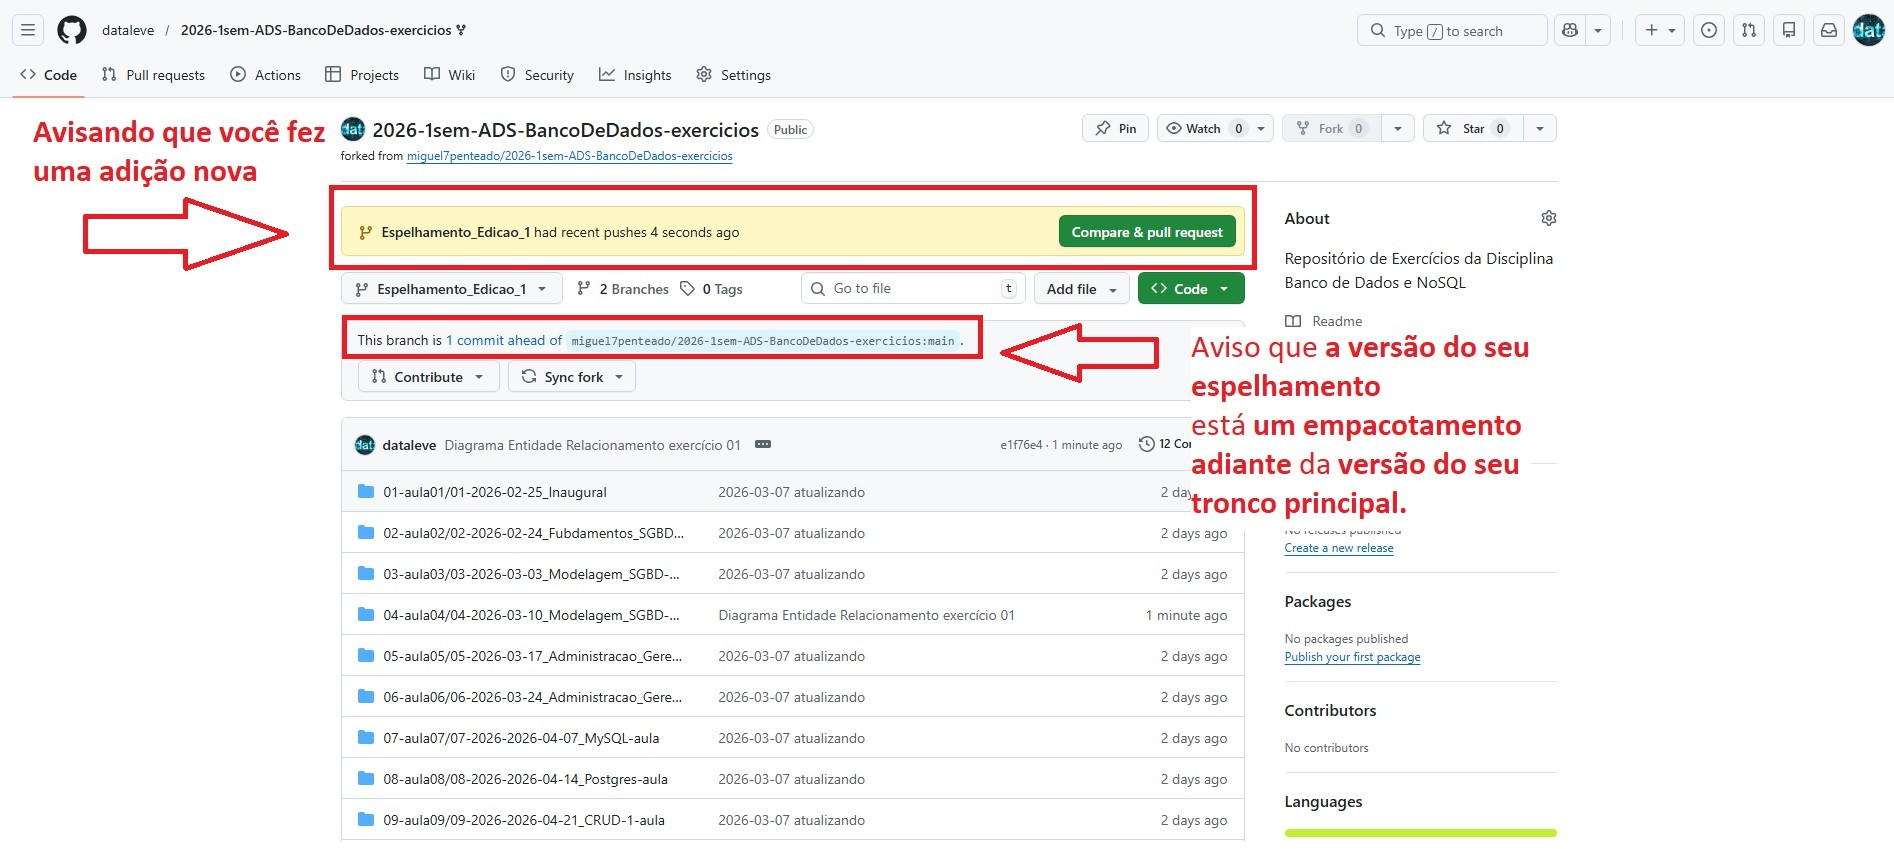 dataleve / 2026-1sem-ADS-BancoDeDados-exercicios
Type / to search
Code Pull requests Actions Projects Wiki Security Insights Settings
Avisando que você fez
uma adição nova
2026-1sem-ADS-BancoDeDados-exercicios Public
Pin Watch 0 Fork 0 Star 0
forked from miguel7penteado/2026-1sem-ADS-BancoDeDados-exercicios
Espelhamento_Edicao_1 had recent pushes 4 seconds ago Compare & pull request
Espelhamento_Edicao_1 2 Branches 0 Tags Go to file t Add file Code
This branch is 1 commit ahead of miguel7penteado/2026-1sem-ADS-BancoDeDados-exercicios:main .
Contribute Sync fork
About
Repositório de Exercícios da Disciplina
Banco de Dados e NoSQL
Readme
Aviso que a versão do seu
espelhamento
está um empacotamento
adiante da versão do seu
tronco principal.
dataleve Diagrama Entidade Relacionamento exercício 01 e1f76e4 · 1 minute ago 12
01-aula01/01-2026-02-25_Inaugural 2026-03-07 atualizando 2
02-aula02/02-2026-02-24_Fubdamentos_SGBD... 2026-03-07 atualizando 2 days ago
03-aula03/03-2026-03-03_Modelagem_SGBD-... 2026-03-07 atualizando 2 days ago
04-aula04/04-2026-03-10_Modelagem_SGBD-... Diagrama Entidade Relacionamento exercício 01 1 minute ago
05-aula05/05-2026-03-17_Administracao_Gere... 2026-03-07 atualizando 2 days ago
06-aula06/06-2026-03-24_Administracao_Gere... 2026-03-07 atualizando 2 days ago
07-aula07/07-2026-2026-04-07_MySQL-aula 2026-03-07 atualizando 2 days ago
08-aula08/08-2026-2026-04-14_Postgres-aula 2026-03-07 atualizando 2 days ago
09-aula09/09-2026-2026-04-21_CRUD-1-aula 2026-03-07 atualizando 2 days ago
No releases published
Create a new release
Packages
No packages published
Publish your first package
Contributors
No contributors
Languages